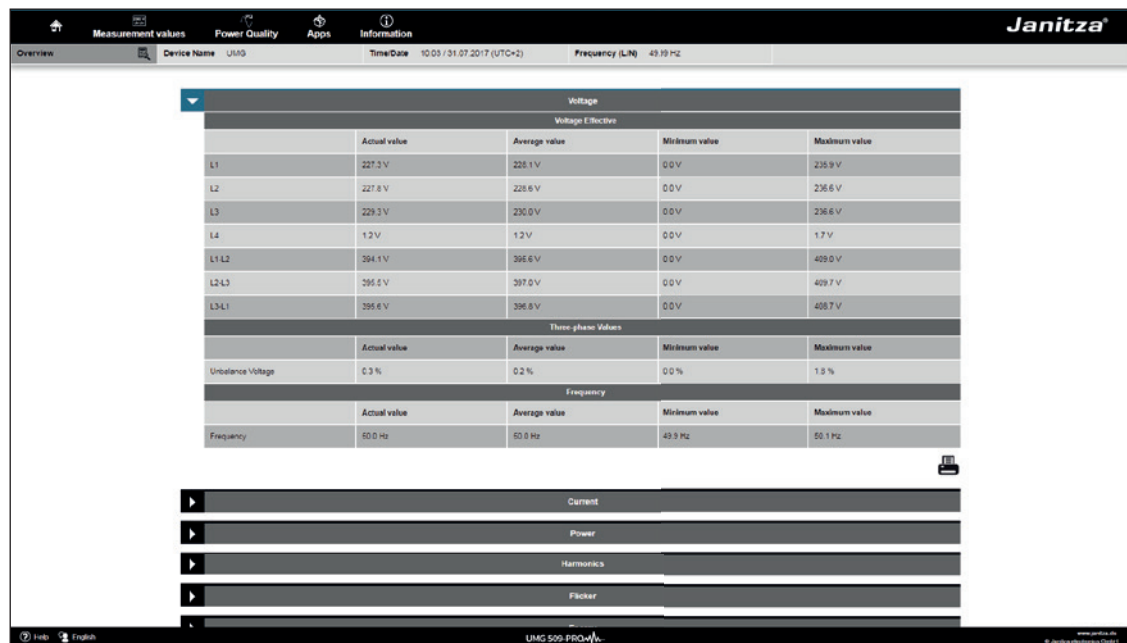 Measurement values Power Quality Apps Information Janitza®
Overview Device Name UMG Time/Date 10:03 / 31.07.2017 (UTC+2) Frequency (L/N) 49.99 Hz
Voltage
Voltage Effective
Actual value Average value Minimum value Maximum value
L1 227.3 V 228.1 V 0.0 V 235.9 V
L2 227.8 V 228.6 V 0.0 V 236.6 V
L3 229.3 V 230.0 V 0.0 V 236.6 V
L4 1.2 V 1.2 V 0.0 V 1.7 V
L1-L2 394.1 V 395.6 V 0.0 V 409.0 V
L2-L3 395.5 V 397.0 V 0.0 V 409.7 V
L3-L1 395.6 V 396.8 V 0.0 V 408.7 V
Three-phase Values
Actual value Average value Minimum value Maximum value
Unbalance Voltage 0.3 % 0.2 % 0.0 %
Frequency
Actual value Average value Minimum value Maximum value
Frequency 50.0 Hz 50.0 Hz 49.9 Hz 50.1 Hz
Current
Power
Harmonics
Flicker
Help English UMG 509-PRO www.janitza.de
© Janitza electronics GmbH